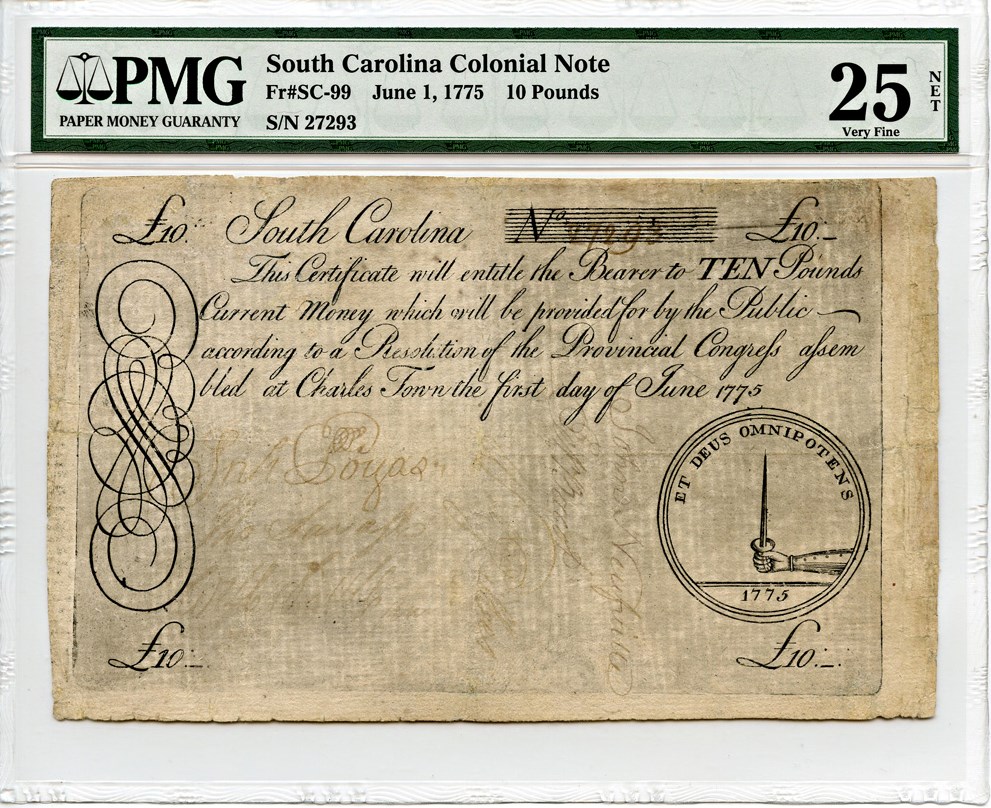 PMG
PAPER MONEY GUARANTY
South Carolina Colonial Note
Fr#SC-99 June 1, 1775 10 Pounds
S/N 27293
25
NET
Very Fine
£10. South Carolina No. 27293 £10.
This Certificate will entitle the Bearer to TEN Pounds
Current Money which will be provided for by the Public
according to a Resolution of the Provincial Congreſs aſsem
bled at Charles Town the first day of June 1775
ET DEUS OMNIPOTENS
1775
£10. £10.